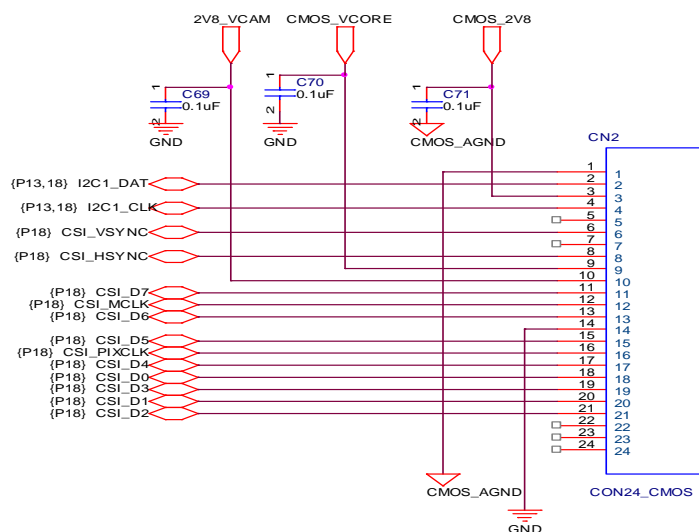 2V8_VCAM CMOS_VCORE CMOS_2V8
1 C69 0.1uF 2 GND
1 C70 0.1uF 2 GND
1 C71 0.1uF 2 CMOS_AGND
CN2
1 1
{P13,18} I2C1_DAT 2 2
3 3
{P13,18} I2C1_CLK 4 4
5 5
{P18} CSI_VSYNC 6 6
7 7
{P18} CSI_HSYNC 8 8
9 9
10 10
{P18} CSI_D7 11 11
{P18} CSI_MCLK 12 12
{P18} CSI_D6 13 13
14 14
{P18} CSI_D5 15 15
{P18} CSI_PIXCLK 16 16
{P18} CSI_D4 17 17
{P18} CSI_D0 18 18
{P18} CSI_D3 19 19
{P18} CSI_D1 20 20
{P18} CSI_D2 21 21
22 22
23 23
24 24
CMOS_AGND CON24_CMOS
GND